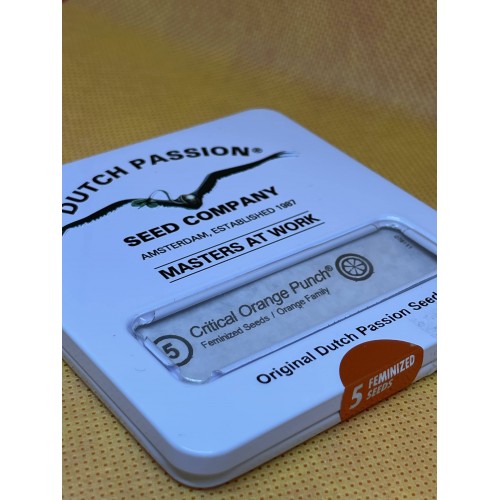 DUTCH PASSION®
SEED COMPANY
AMSTERDAM, ESTABLISHED 1987
MASTERS AT WORK
5 Critical Orange Punch®
Feminized Seeds / Orange Family
Original Dutch Passion Seed
5 FEMINIZED
SEEDS